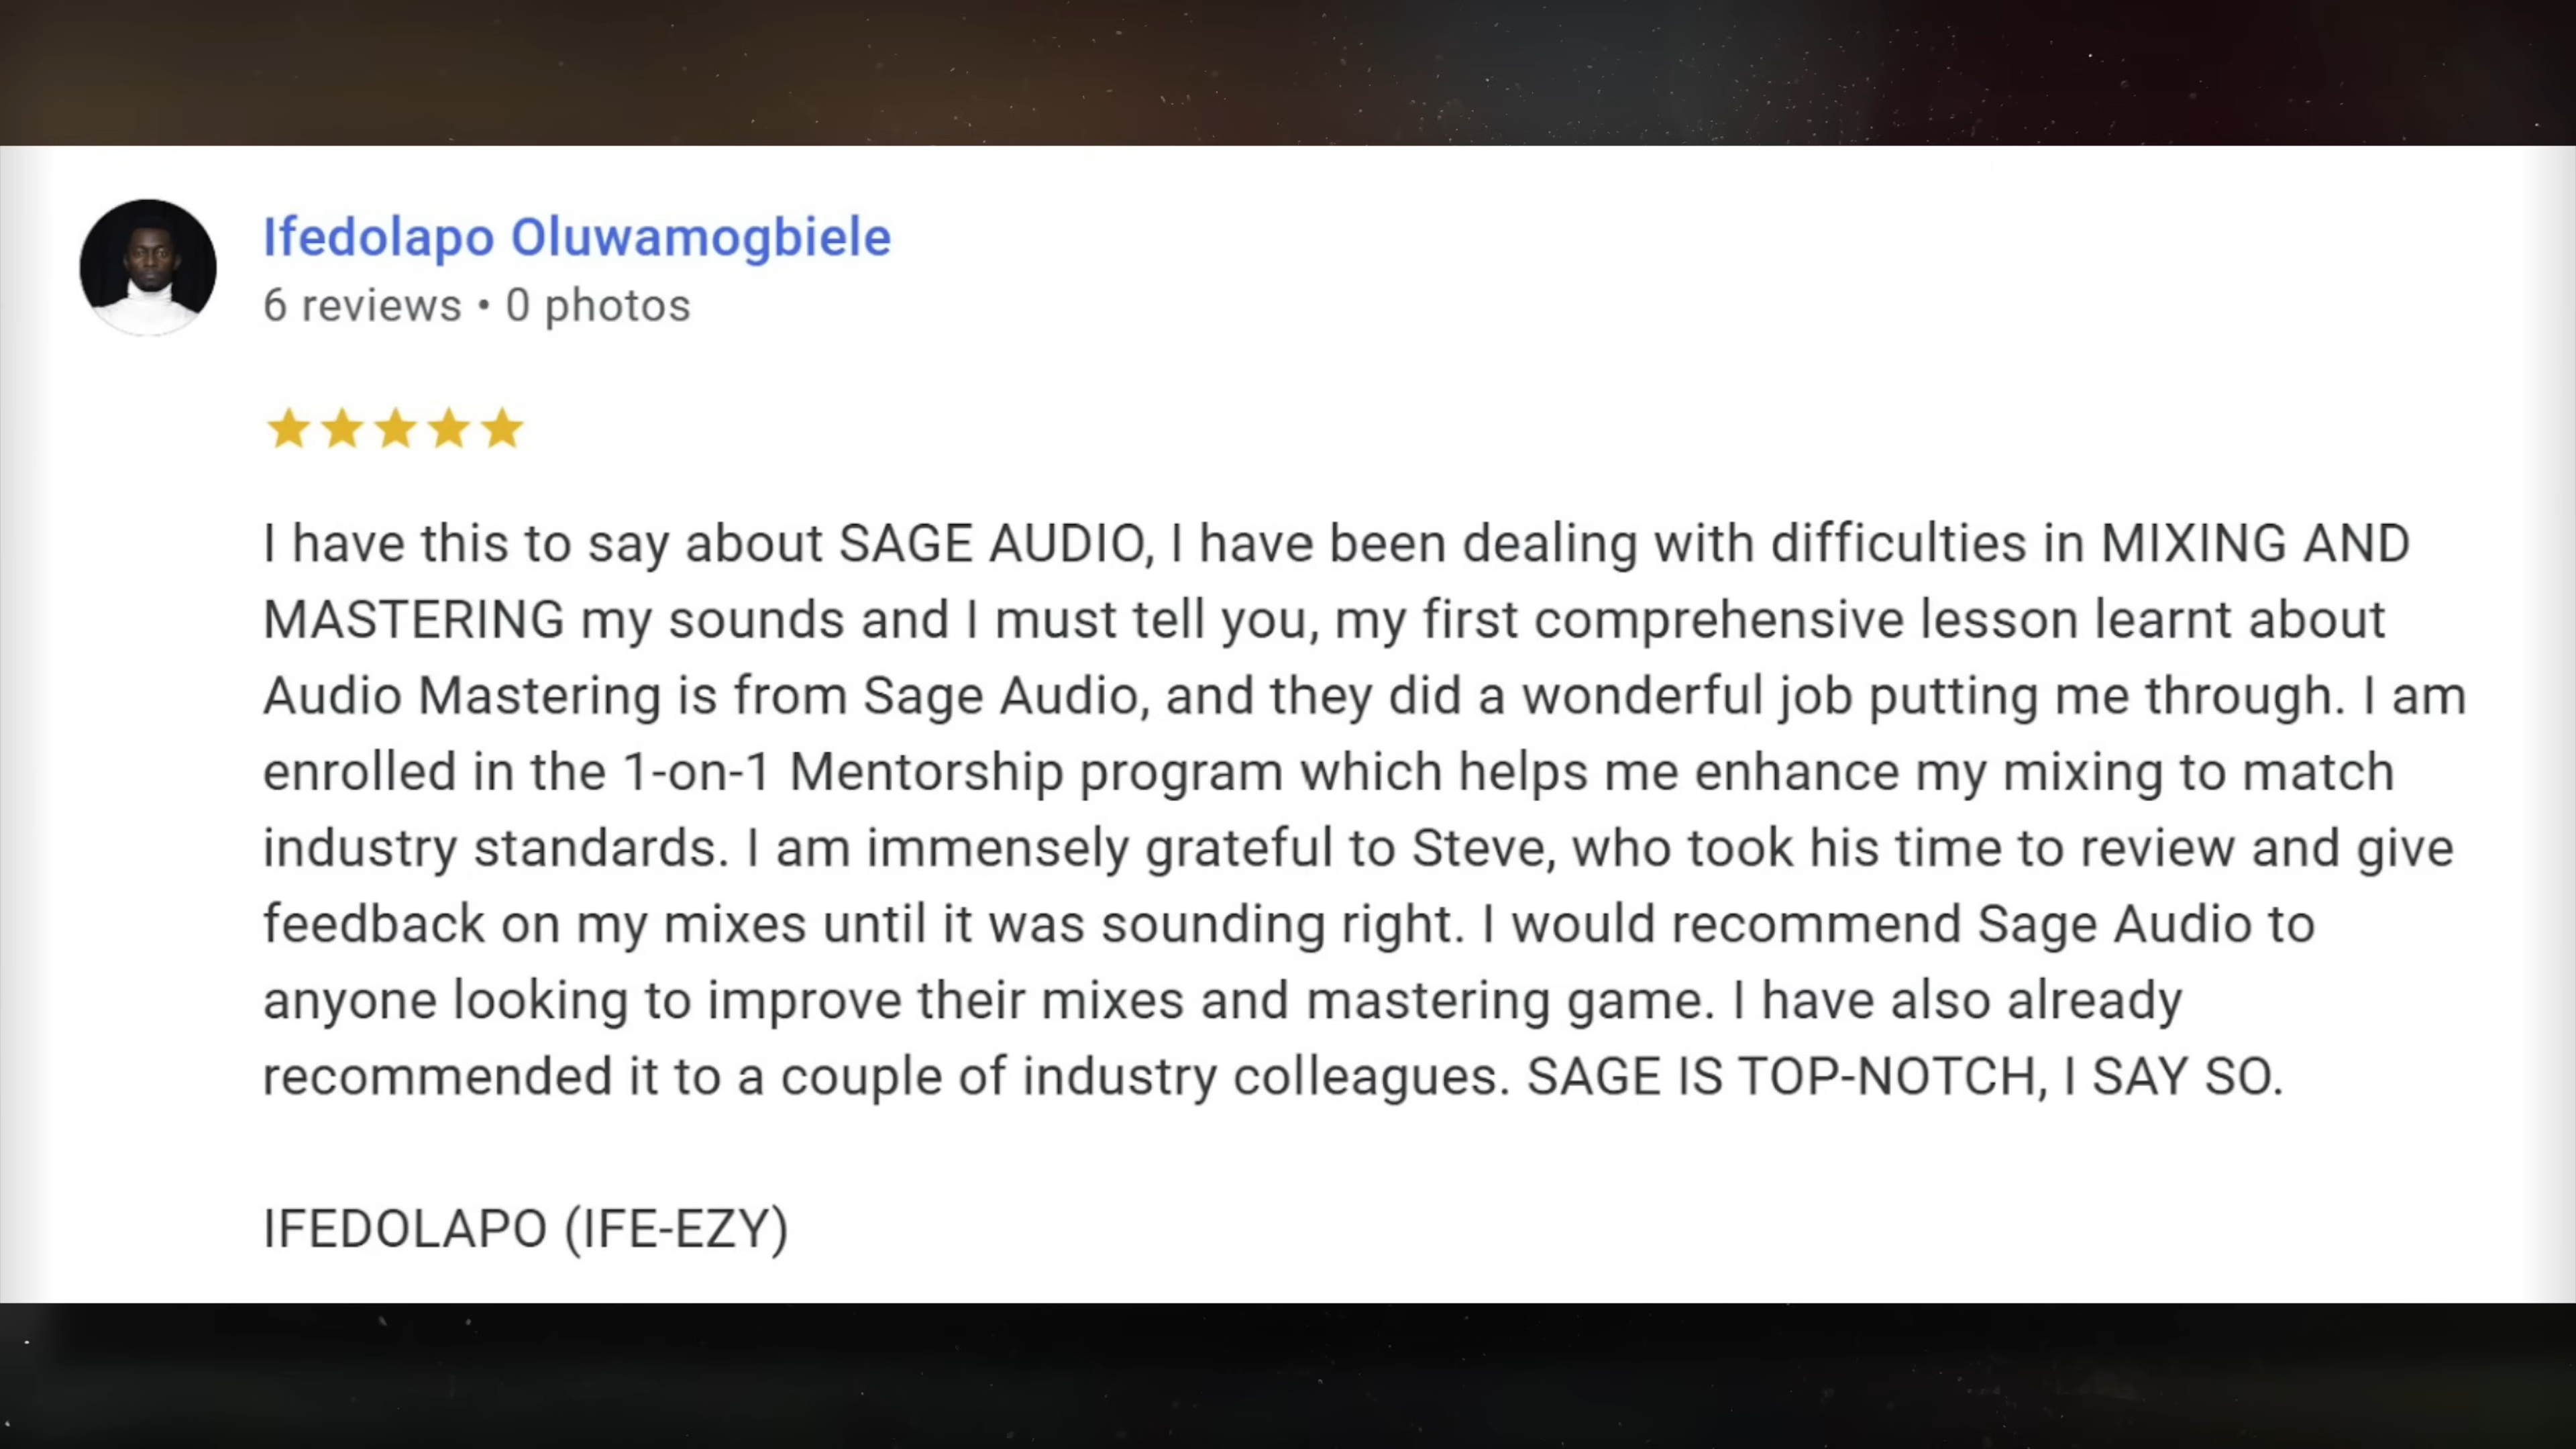 Ifedolapo Oluwamogbiele
6 reviews • 0 photos
I have this to say about SAGE AUDIO, I have been dealing with difficulties in MIXING AND
MASTERING my sounds and I must tell you, my first comprehensive lesson learnt about
Audio Mastering is from Sage Audio, and they did a wonderful job putting me through. I am
enrolled in the 1-on-1 Mentorship program which helps me enhance my mixing to match
industry standards. I am immensely grateful to Steve, who took his time to review and give
feedback on my mixes until it was sounding right. I would recommend Sage Audio to
anyone looking to improve their mixes and mastering game. I have also already
recommended it to a couple of industry colleagues. SAGE IS TOP-NOTCH, I SAY SO.
IFEDOLAPO (IFE-EZY)